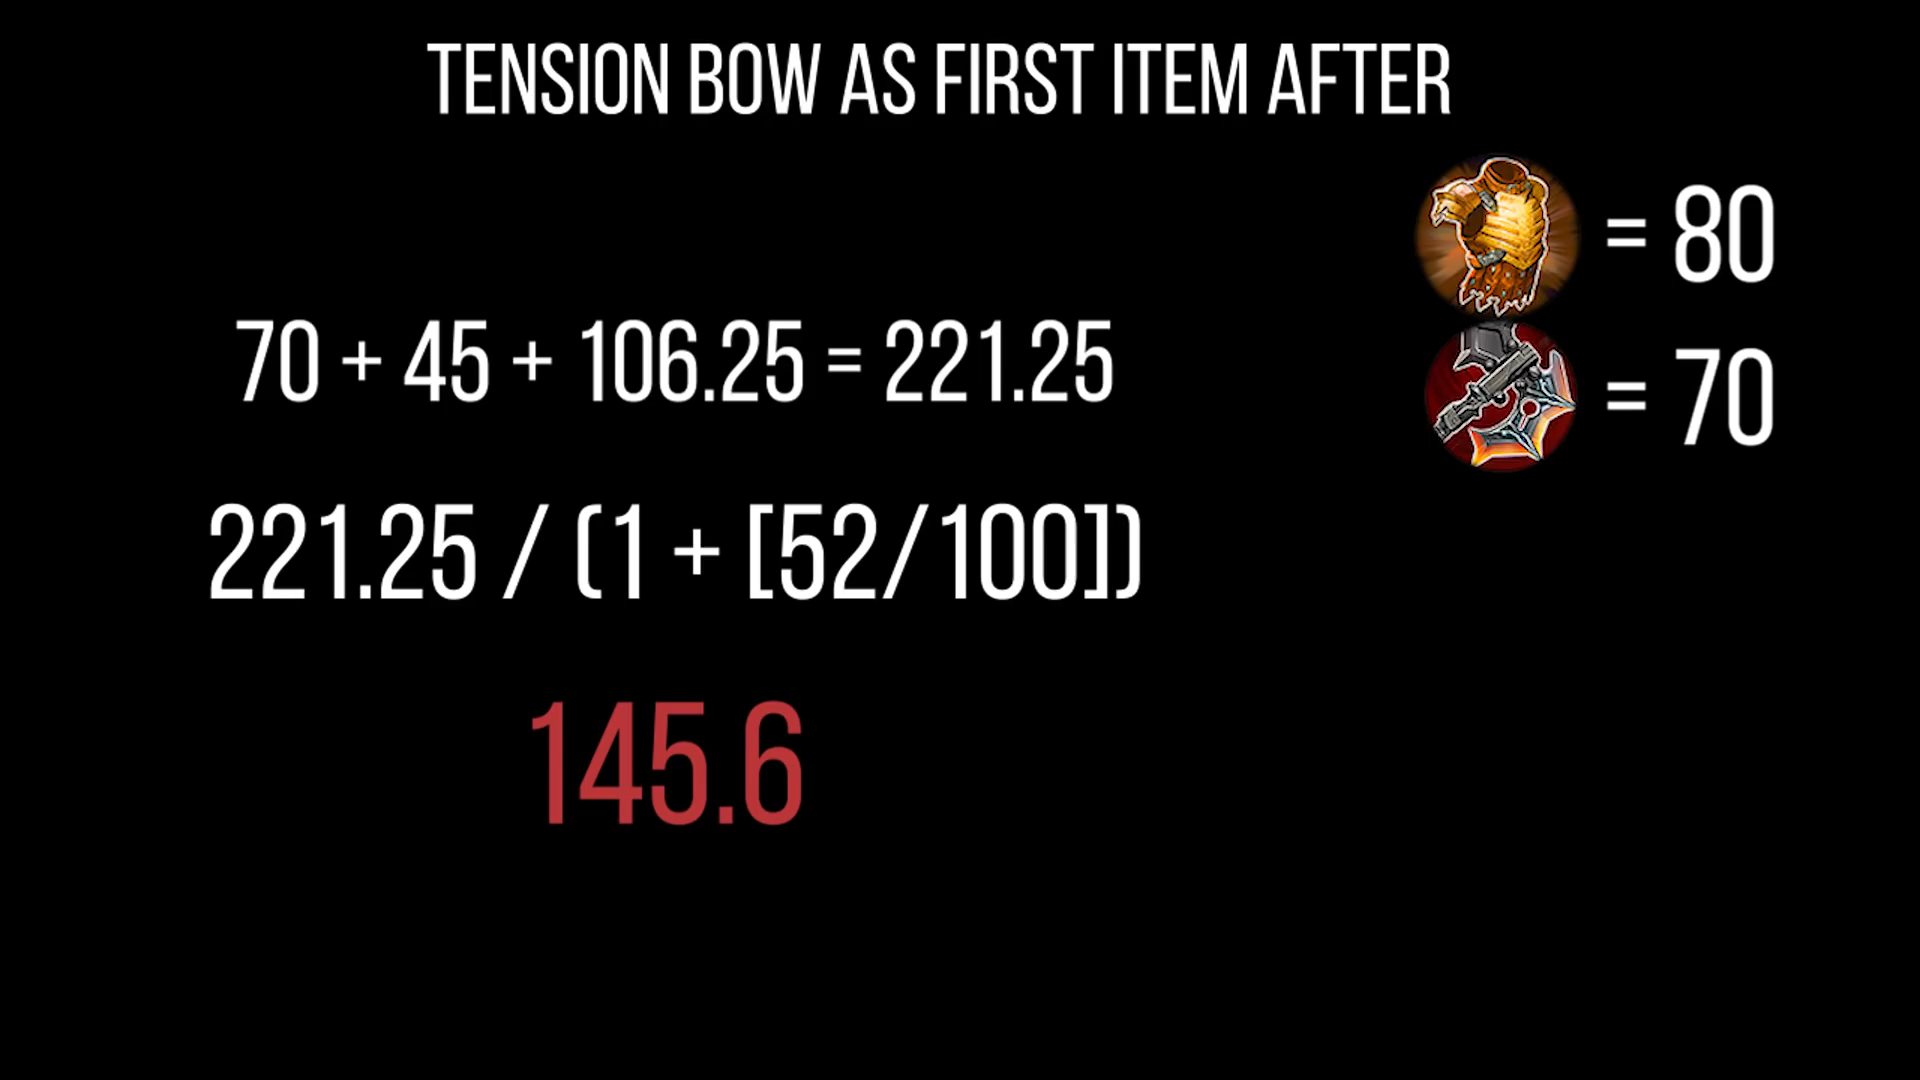 TENSION BOW AS FIRST ITEM AFTER
= 80
70 + 45 + 106.25 = 221.25
= 70
221.25 / (1 + [52/100])
145.6